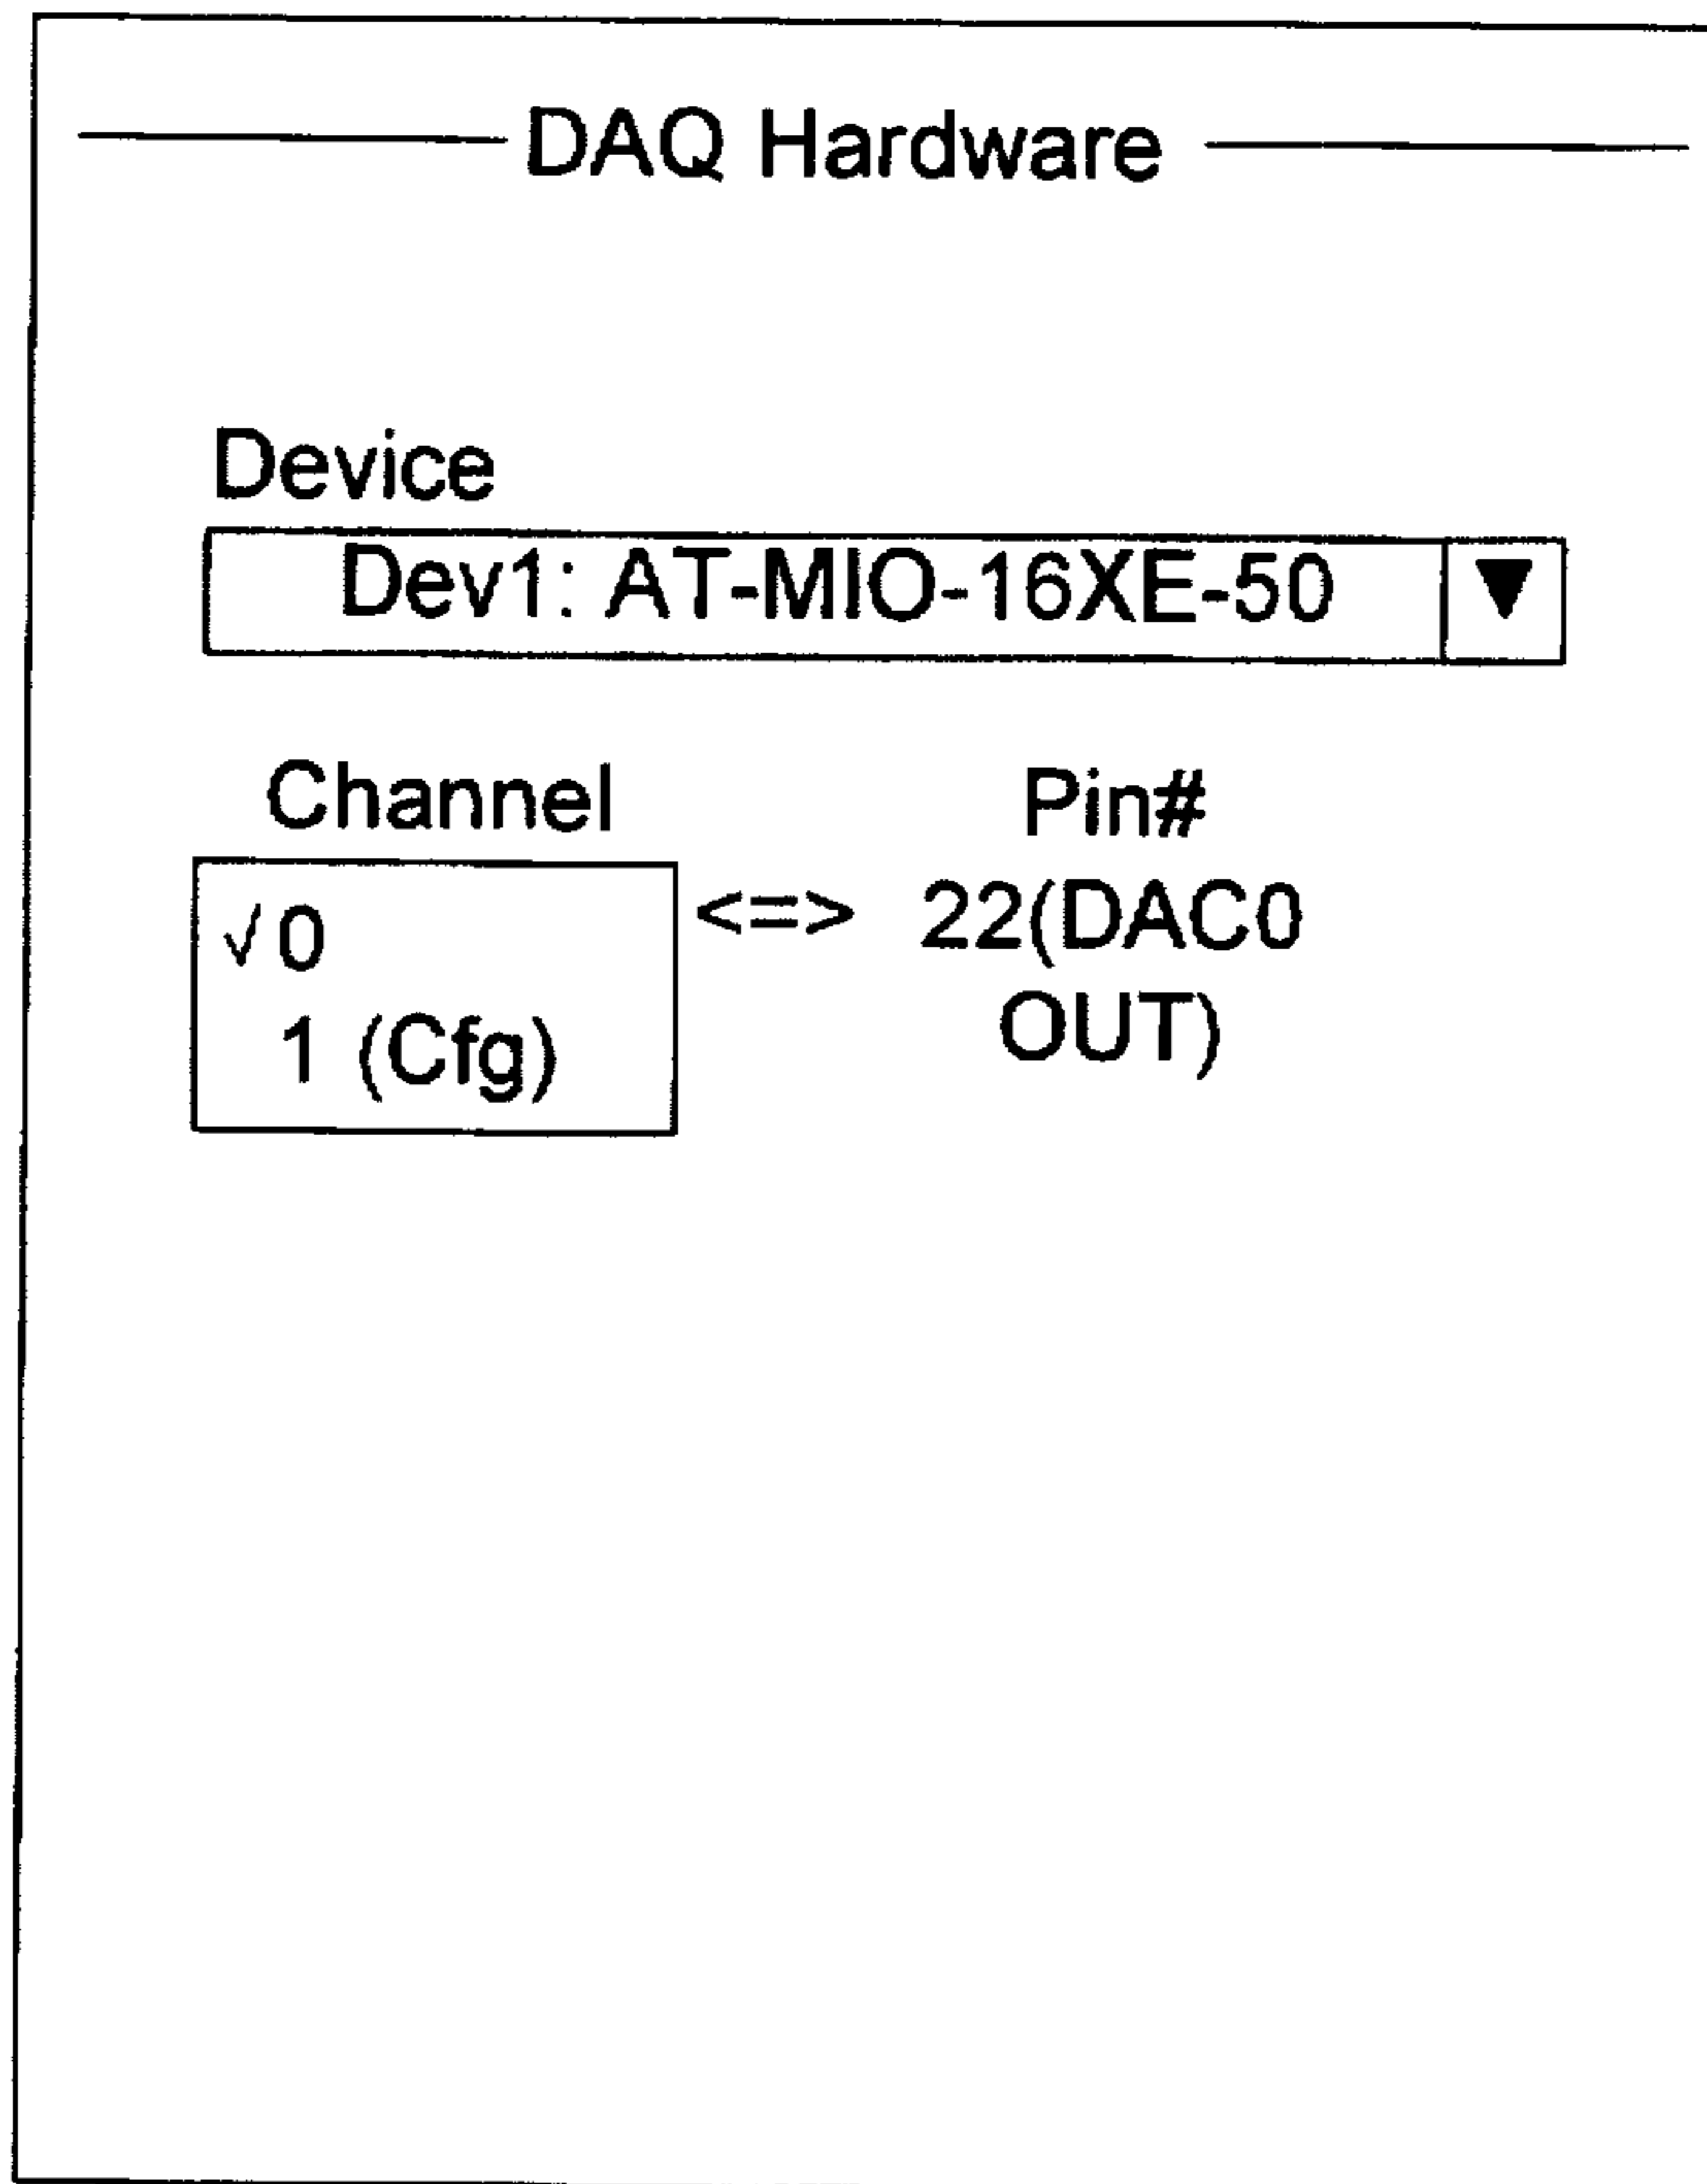 DAQ Hardware
Device
Dev1: AT-MIO-16XE-50
Channel Pin#
√0 <=> 22(DAC0
1 (Cfg) OUT)